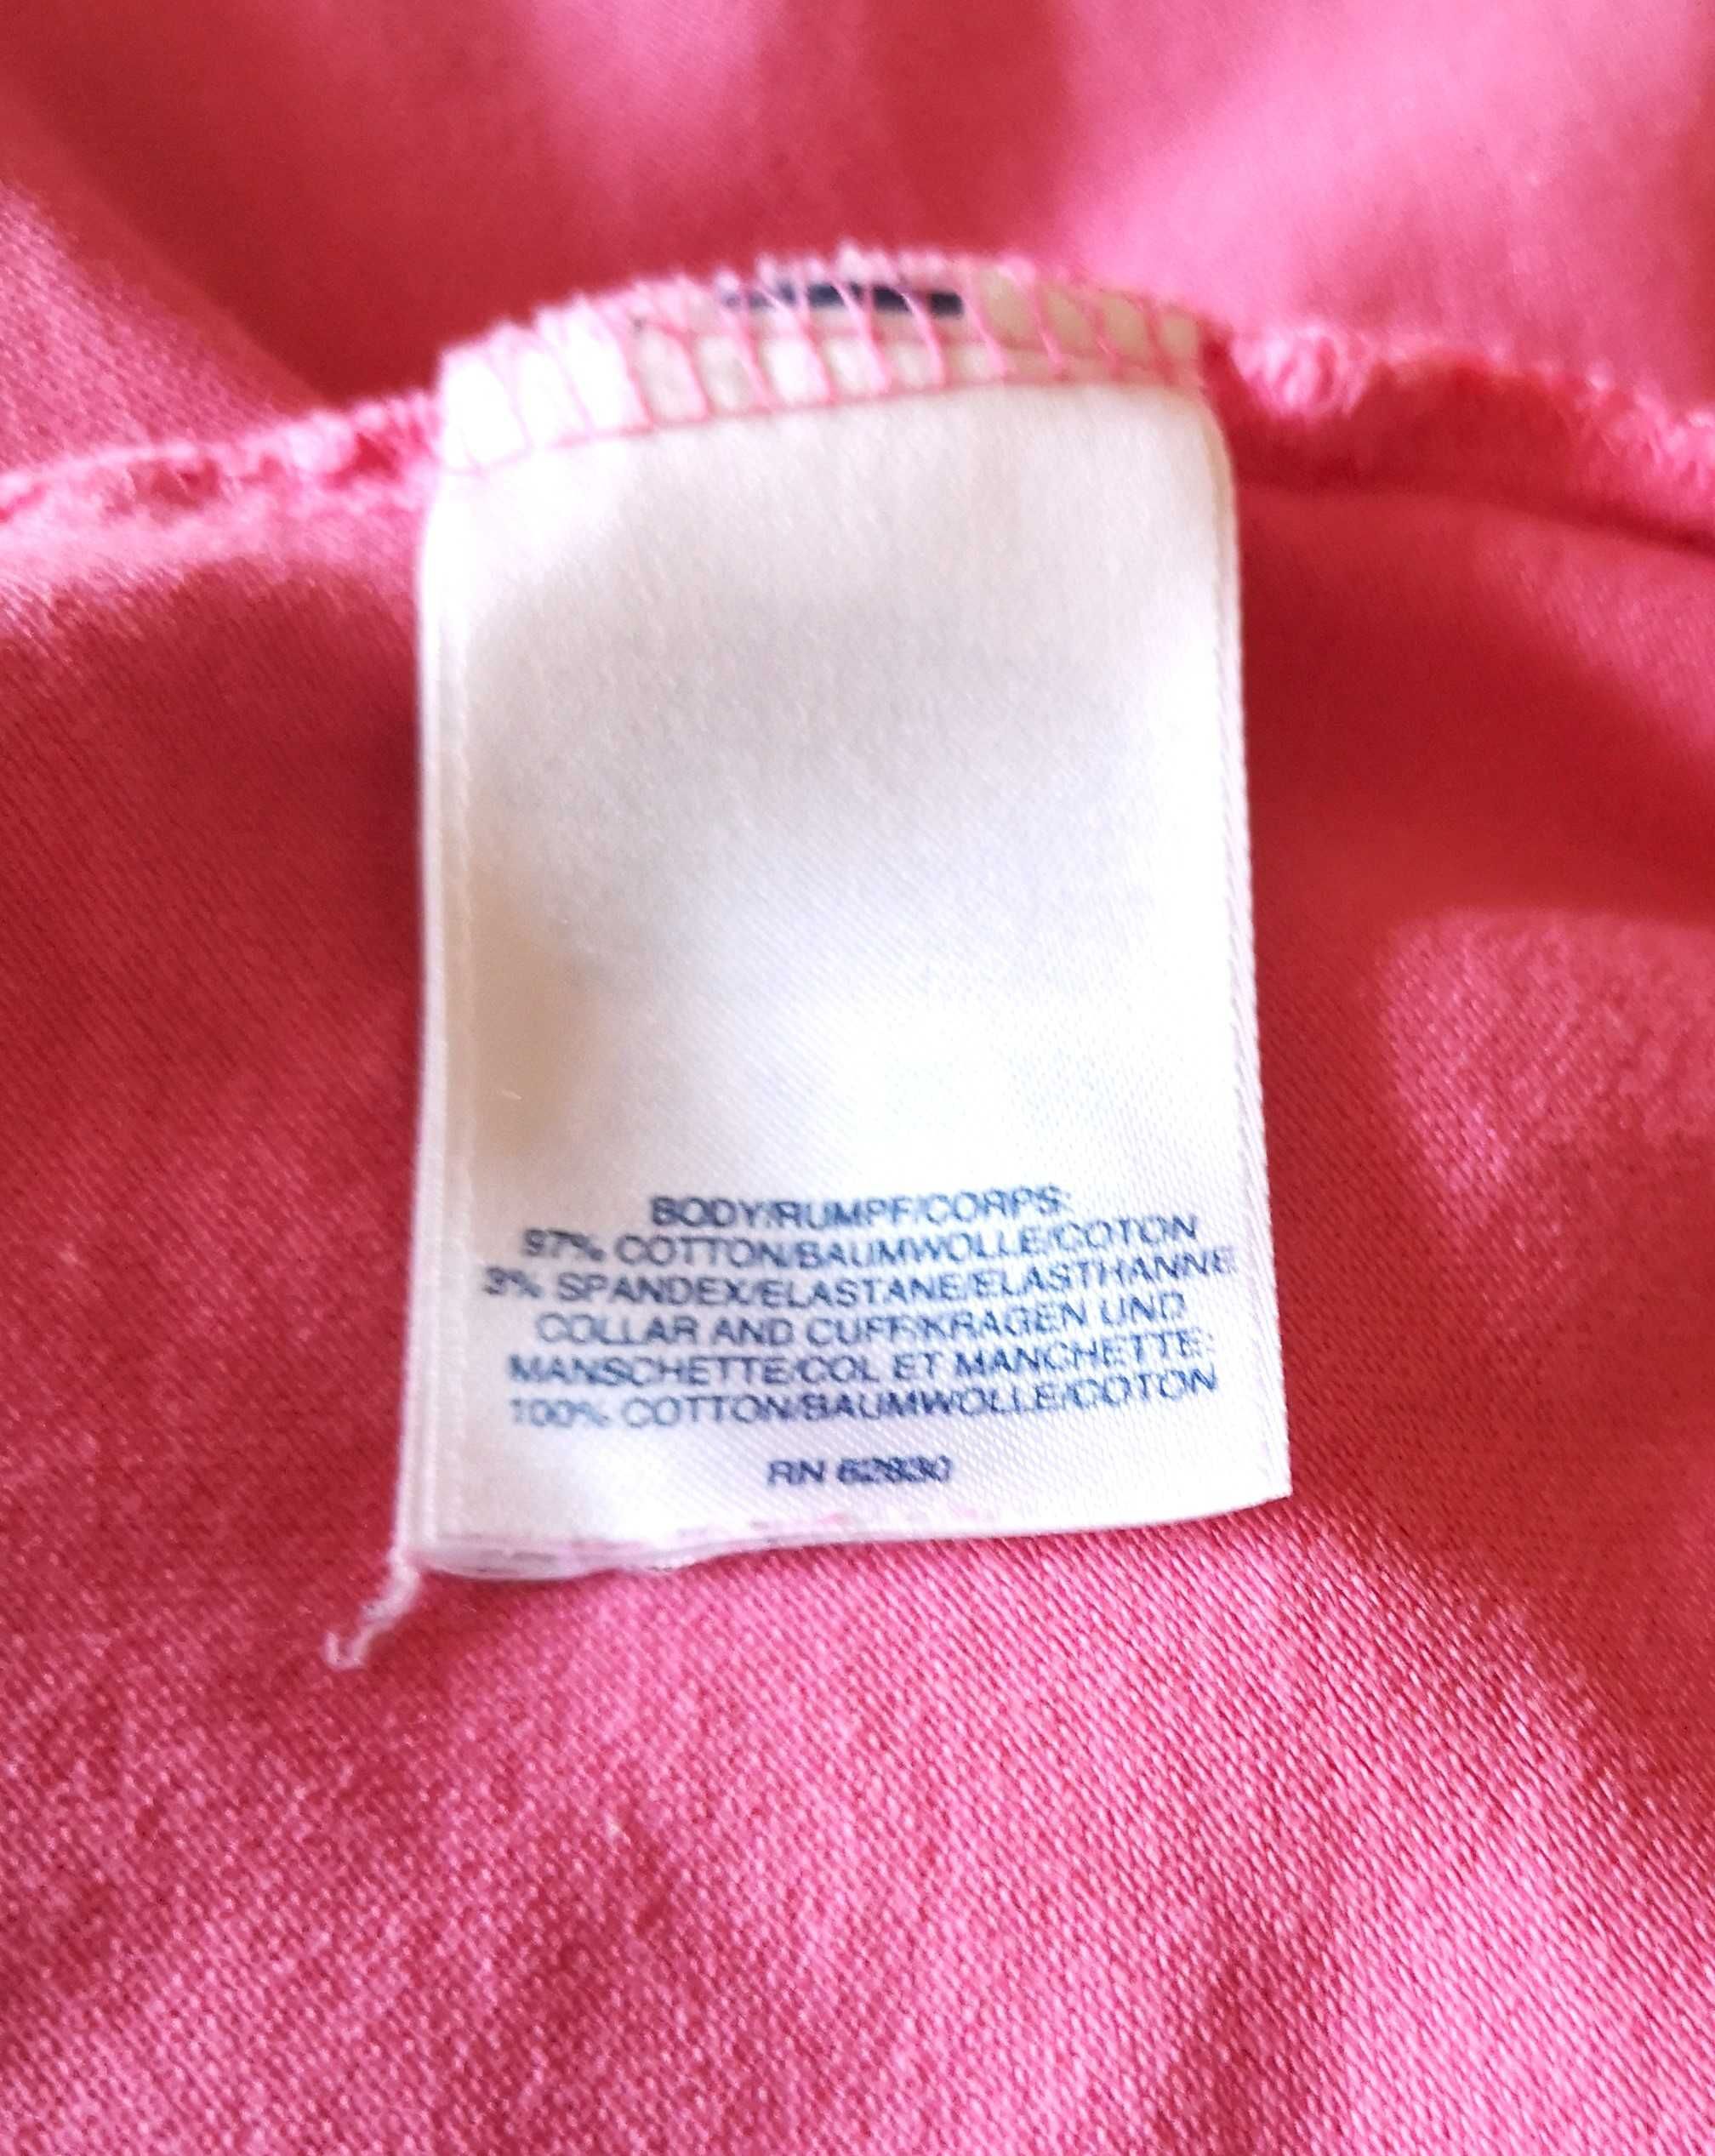 BODY/RUMPF/CORPS:
97% COTTON/BAUMWOLLE/COTON
3% SPANDEX/ELASTANE/ELASTHANNE
COLLAR AND CUFF/KRAGEN UND
MANSCHETTE/COL ET MANCHETTE:
100% COTTON/BAUMWOLLE/COTON
RN 62830